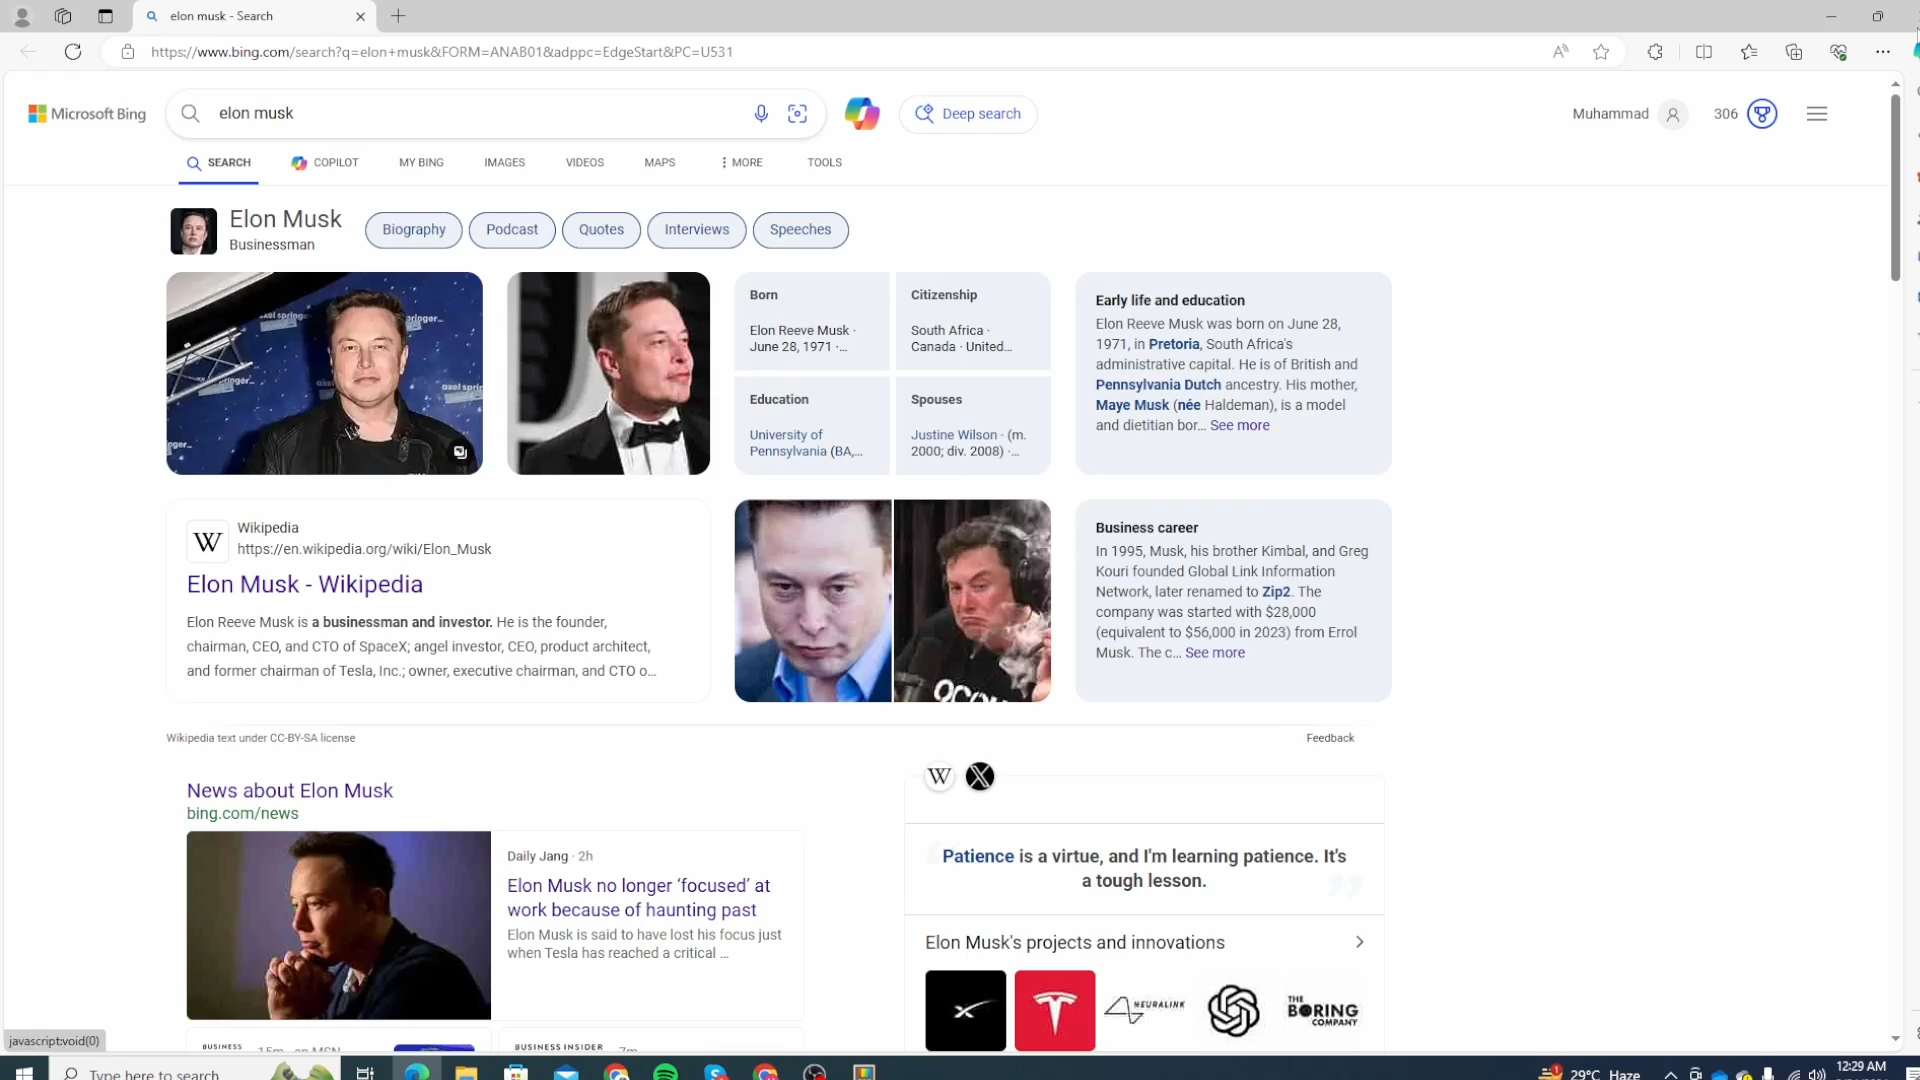 elon musk - Search
https://www.bing.com/search?q=elon+musk&FORM=ANAB01&adppc=EdgeStart&PC=U531
Microsoft Bing
elon musk
Deep search
Muhammad
306
SEARCH
COPILOT
MY BING
IMAGES
VIDEOS
MAPS
MORE
TOOLS
Elon Musk
Businessman
Biography
Podcast
Quotes
Interviews
Speeches
axel springer_
axel
springer_
Born
Elon Reeve Musk ·
June 28, 1971 ·...
Citizenship
South Africa ·
Canada · United...
Education
University of
Pennsylvania (BA,...
Spouses
Justine Wilson · (m.
2000; div. 2008) ·...
Early life and education
Elon Reeve Musk was born on June 28,
1971, in Pretoria, South Africa's
administrative capital. He is of British and
Pennsylvania Dutch ancestry. His mother,
Maye Musk (née Haldeman), is a model
and dietitian bor... See more
W
Wikipedia
https://en.wikipedia.org/wiki/Elon_Musk
Elon Musk - Wikipedia
Elon Reeve Musk is a businessman and investor. He is the founder,
chairman, CEO, and CTO of SpaceX; angel investor, CEO, product architect,
and former chairman of Tesla, Inc.; owner, executive chairman, and CTO o...
Business career
In 1995, Musk, his brother Kimbal, and Greg
Kouri founded Global Link Information
Network, later renamed to Zip2. The
company was started with $28,000
(equivalent to $56,000 in 2023) from Errol
Musk. The c... See more
Wikipedia text under CC-BY-SA license
Feedback
News about Elon Musk
bing.com/news
Daily Jang · 2h
Elon Musk no longer ‘focused’ at
work because of haunting past
Elon Musk is said to have lost his focus just
when Tesla has reached a critical ...
W
X
Patience is a virtue, and I'm learning patience. It's
a tough lesson.
Elon Musk's projects and innovations
NEURALINK
THE
BORING
COMPANY
javascript:void(0)
BUSINESS
15m · on MSN
BUSINESS INSIDER
7m
Type here to search
29°C Haze
12:29 AM